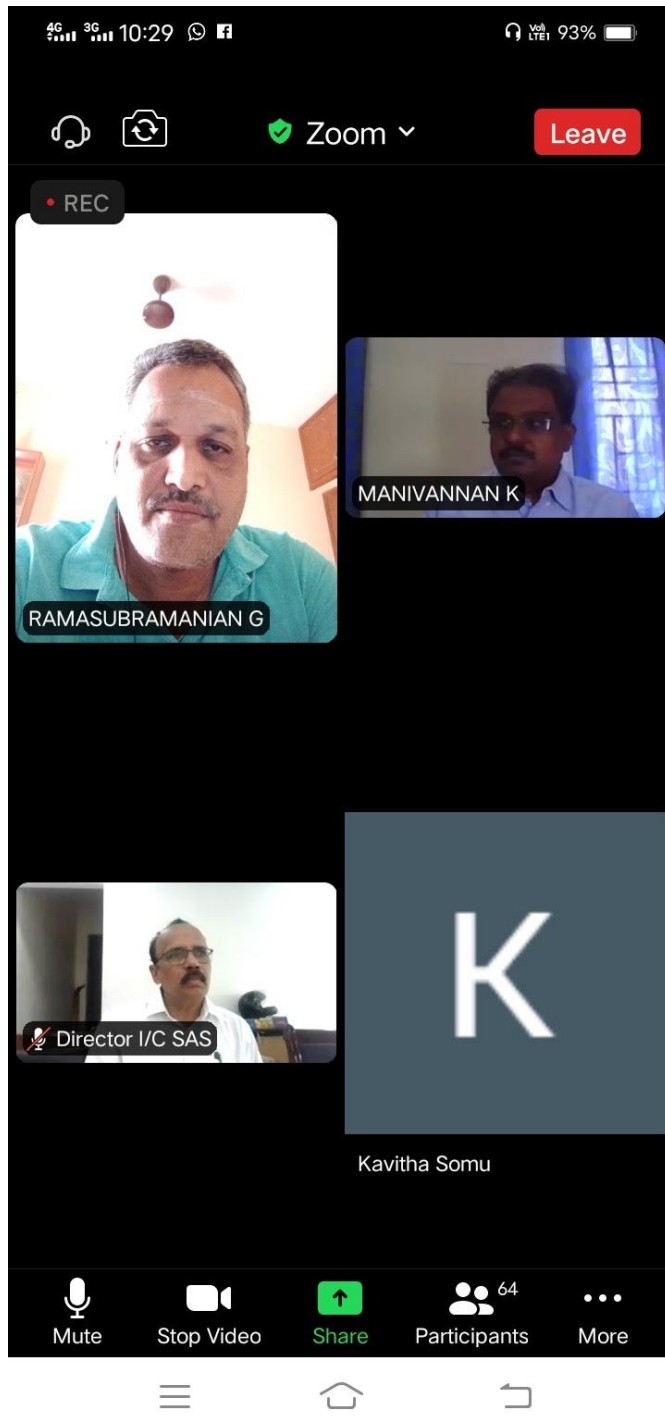 4G 3G 10:29 Vo) LTE1 93%
Zoom Leave
REC
MANIVANNAN K
RAMASUBRAMANIAN G
Director I/C SAS
K
Kavitha Somu
64
Mute Stop Video Share Participants More